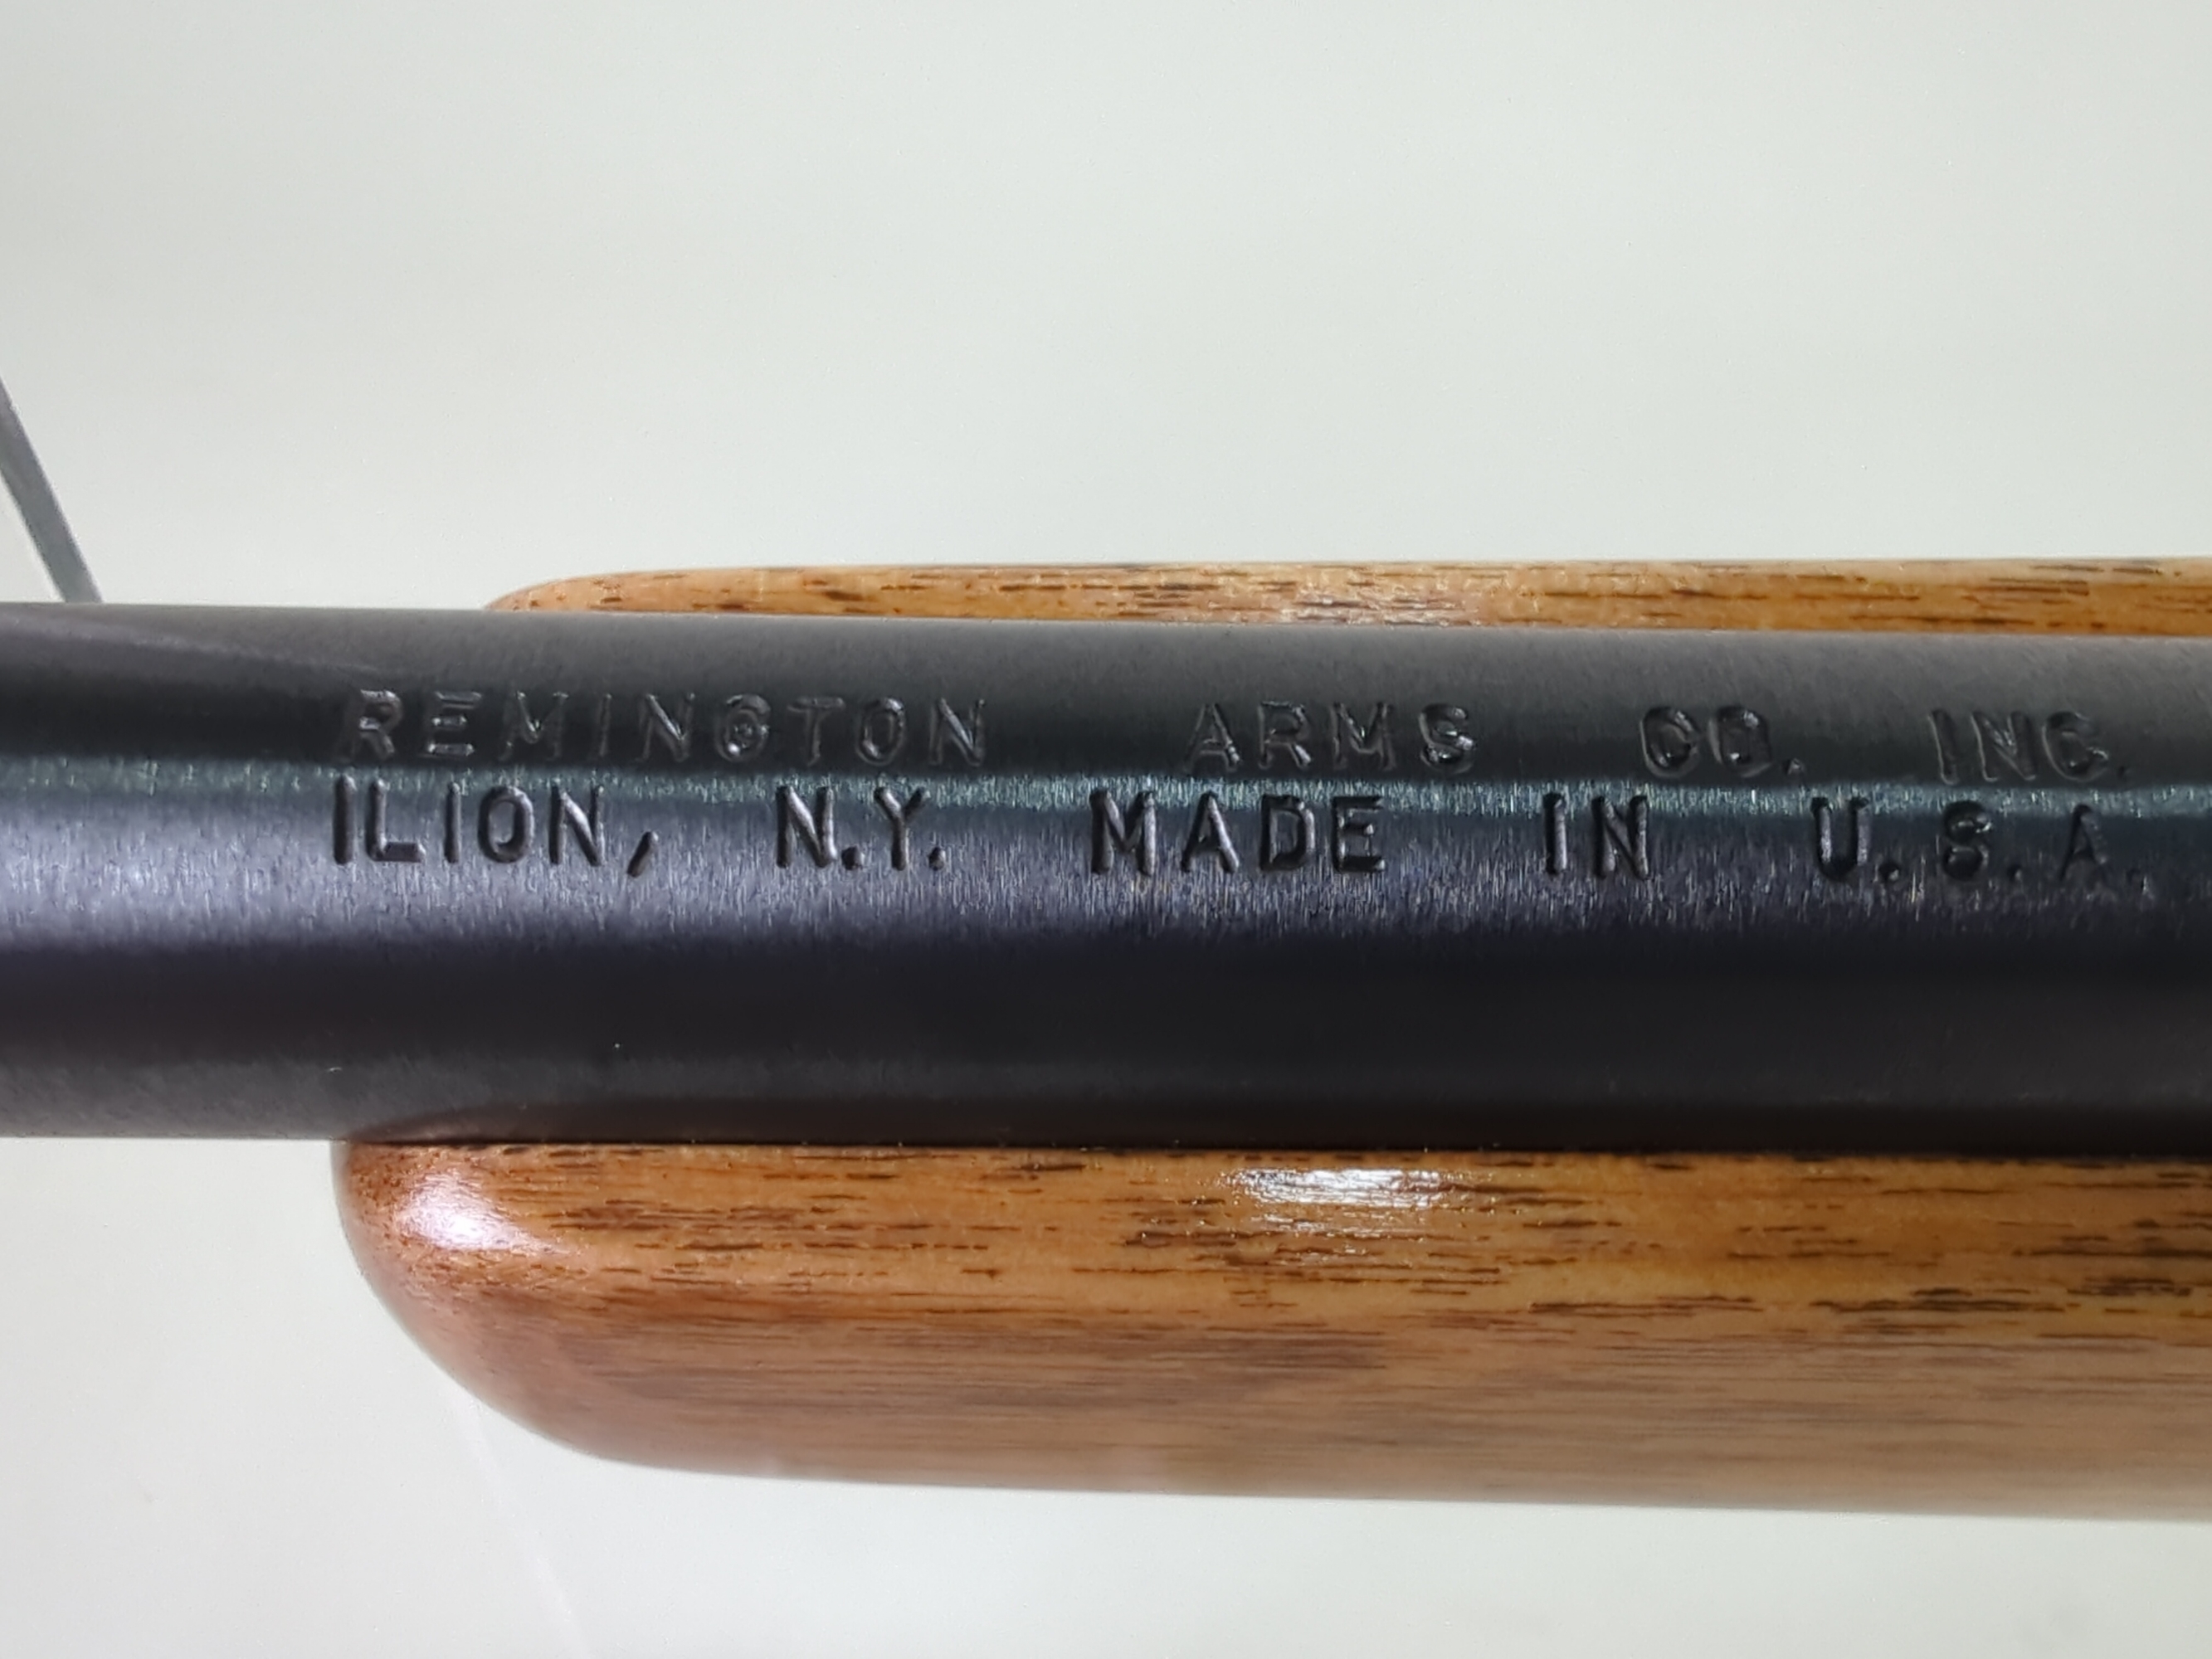 REMINGTON ARMS CO. INC.
ILION, N.Y. MADE IN U.S.A.